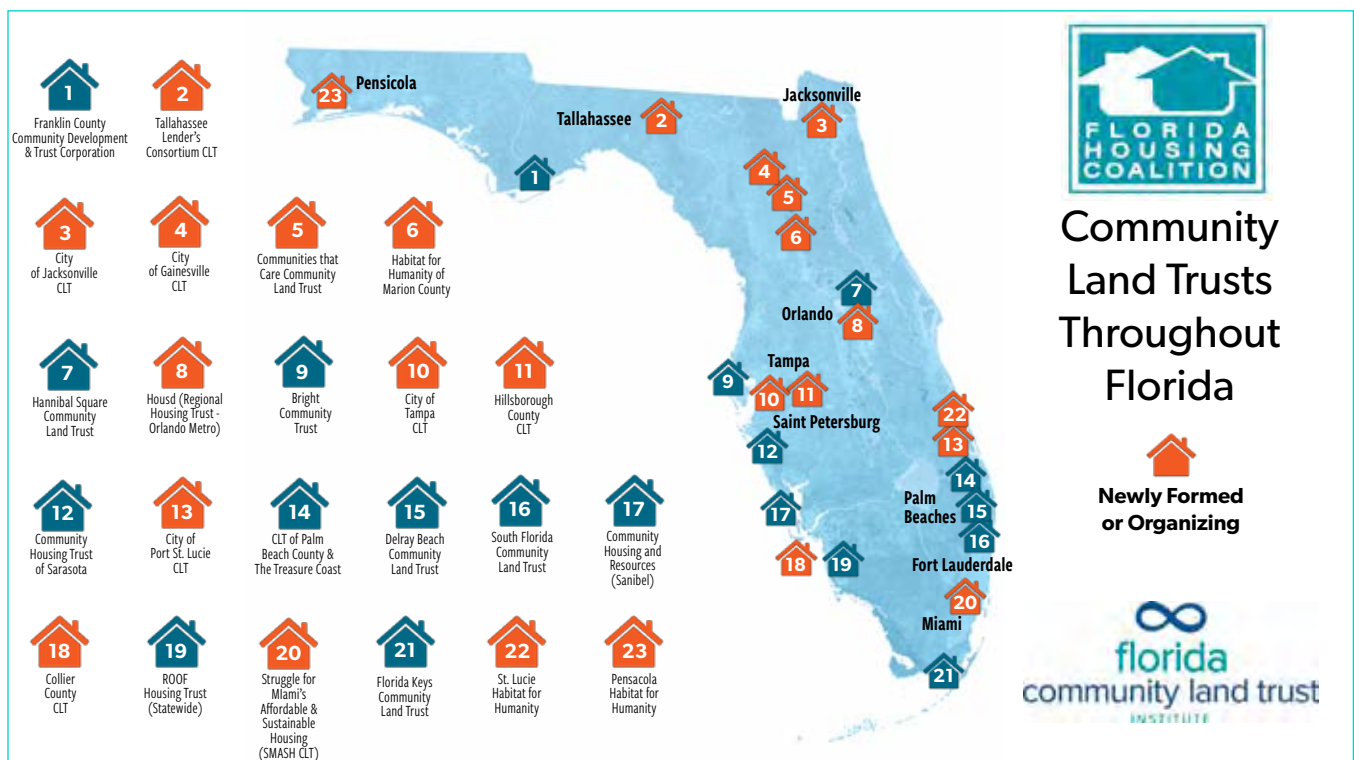 1
Franklin County
Community Development
& Trust Corporation
2
Tallahassee
Lender's
Consortium CLT
3
City
of Jacksonville
CLT
4
City
of Gainesville
CLT
5
Communities that
Care Community
Land Trust
6
Habitat for
Humanity of
Marion County
7
Hannibal Square
Community
Land Trust
8
Housd (Regional
Housing Trust -
Orlando Metro)
9
Bright
Community
Trust
10
City of
Tampa
CLT
11
Hillsborough
County
CLT
12
Community
Housing Trust
of Sarasota
13
City of
Port St. Lucie
CLT
14
CLT of Palm
Beach County &
The Treasure Coast
15
Delray Beach
Community
Land Trust
16
South Florida
Community
Land Trust
17
Community
Housing and
Resources
(Sanibel)
18
Collier
County
CLT
19
ROOF
Housing Trust
(Statewide)
20
Struggle for
MIami's
Affordable &
Sustainable
Housing
(SMASH CLT)
21
Florida Keys
Community
Land Trust
22
St. Lucie
Habitat for
Humanity
23
Pensacola
Habitat for
Humanity
23
Pensicola
Tallahassee
2
Jacksonville
3
1
4
5
6
7
Orlando
8
Tampa
9
10
11
Saint Petersburg
12
22
13
14
17
Palm
Beaches
15
16
18
19
Fort Lauderdale
20
Miami
21
FLORIDA
HOUSING
COALITION
Community
Land Trusts
Throughout
Florida
Newly Formed
or Organizing
florida
community land trust
INSTITUTE